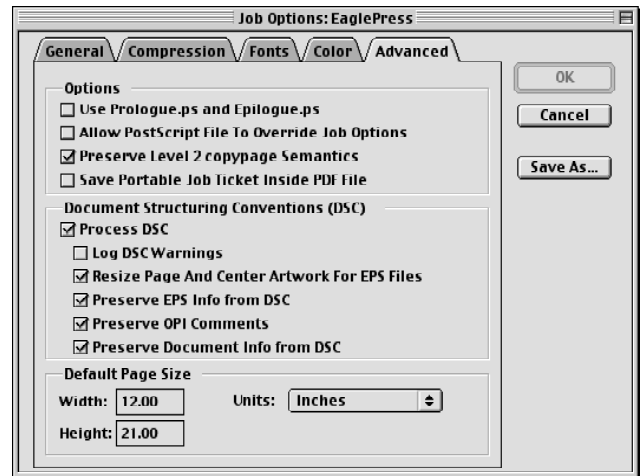 Job Options: EaglePress
General Compression Fonts Color Advanced
Options
Use Prologue.ps and Epilogue.ps
Allow PostScript File To Override Job Options
Preserve Level 2 copypage Semantics
Save Portable Job Ticket Inside PDF File
Document Structuring Conventions (DSC)
Process DSC
Log DSC Warnings
Resize Page And Center Artwork For EPS Files
Preserve EPS Info from DSC
Preserve OPI Comments
Preserve Document Info from DSC
Default Page Size
Width: 12.00 Units: Inches
Height: 21.00
OK
Cancel
Save As...